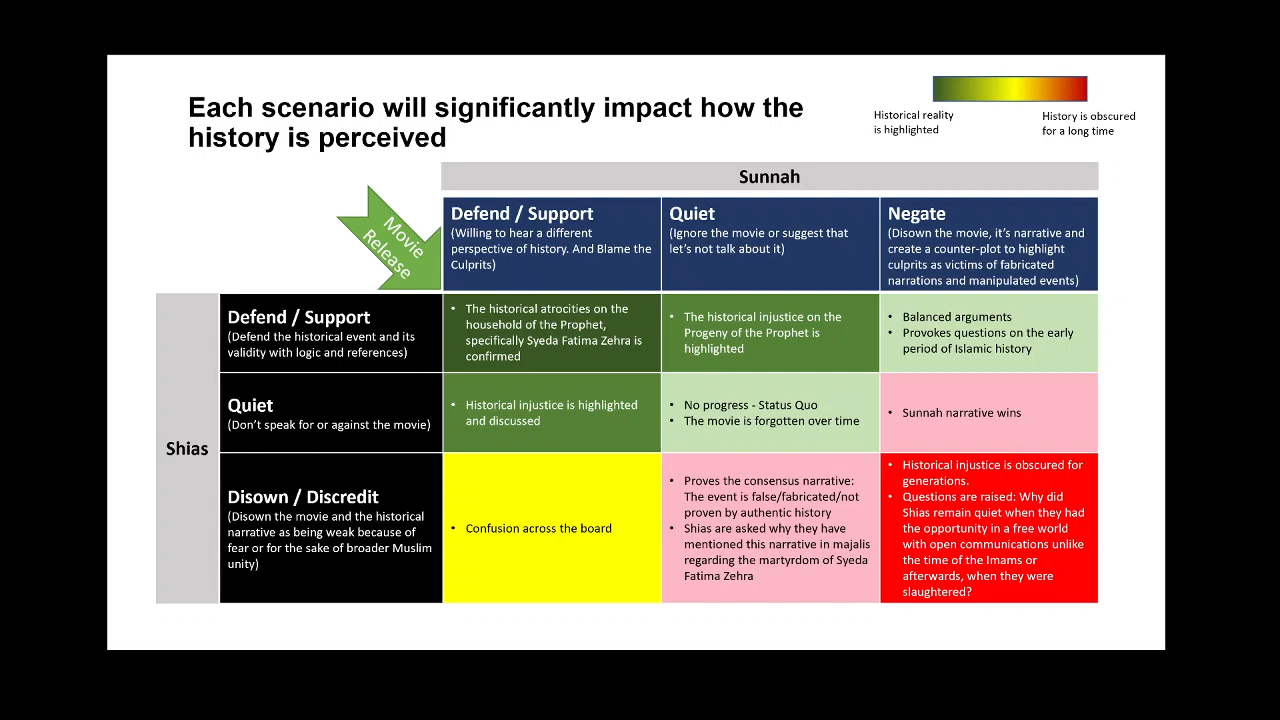 Each scenario will significantly impact how the
history is perceived
Historical reality
is highlighted
History is obscured
for a long time
Movie
Release
Sunnah
Defend / Support
(Willing to hear a different
perspective of history. And Blame the
Culprits)
Quiet
(Ignore the movie or suggest that
let's not talk about it)
Negate
(Disown the movie, it's narrative and
create a counter-plot to highlight
culprits as victims of fabricated
narrations and manipulated events)
Shias
Defend / Support
(Defend the historical event and its
validity with logic and references)
• The historical atrocities on the
household of the Prophet,
specifically Syeda Fatima Zehra is
confirmed
• The historical injustice on the
Progeny of the Prophet is
highlighted
• Balanced arguments
• Provokes questions on the early
period of Islamic history
Quiet
(Don't speak for or against the movie)
• Historical injustice is highlighted
and discussed
• No progress - Status Quo
• The movie is forgotten over time
• Sunnah narrative wins
Disown / Discredit
(Disown the movie and the historical
narrative as being weak because of
fear or for the sake of broader Muslim
unity)
• Confusion across the board
• Proves the consensus narrative:
The event is false/fabricated/not
proven by authentic history
• Shias are asked why they have
mentioned this narrative in majalis
regarding the martyrdom of Syeda
Fatima Zehra
• Historical injustice is obscured for
generations.
• Questions are raised: Why did
Shias remain quiet when they had
the opportunity in a free world
with open communications unlike
the time of the Imams or
afterwards, when they were
slaughtered?